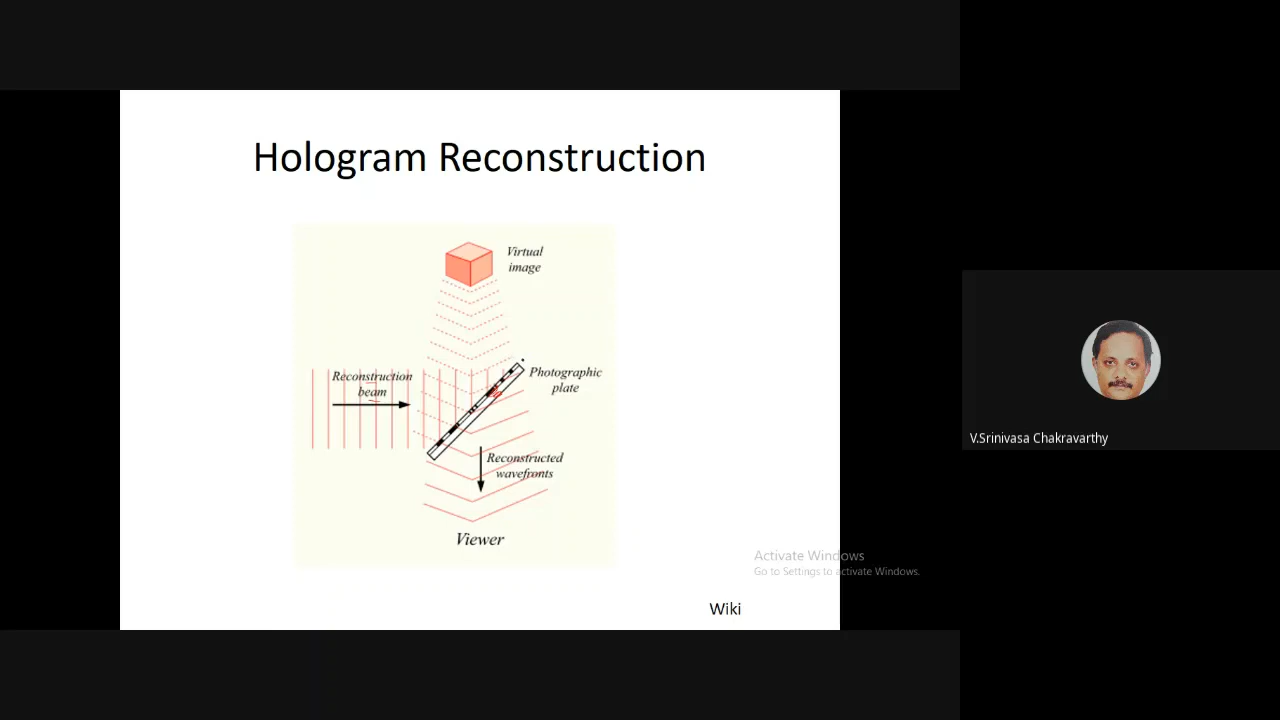 Hologram Reconstruction
Virtual
image
Reconstruction
beam
Photographic
plate
Reconstructed
wavefronts
Viewer
Wiki
V.Srinivasa Chakravarthy
Activate Windows
Go to Settings to activate Windows.